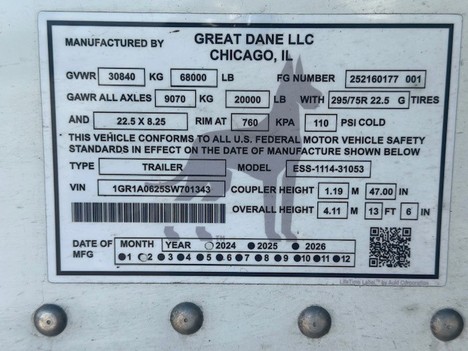 MANUFACTURED BY GREAT DANE LLC
CHICAGO, IL
GVWR 30840 KG 68000 LB FG NUMBER 252160177 001
GAWR ALL AXLES 9070 KG 20000 LB WITH 295/75R 22.5 G TIRES
AND 22.5 X 8.25 RIM AT 760 KPA 110 PSI COLD
THIS VEHICLE CONFORMS TO ALL U.S. FEDERAL MOTOR VEHICLE SAFETY
STANDARDS IN EFFECT ON THE DATE OF MANUFACTURE SHOWN BELOW
TYPE TRAILER MODEL ESS-1114-31053
VIN 1GR1A0625SW701343 COUPLER HEIGHT 1.19 M 47.00 IN
OVERALL HEIGHT 4.11 M 13 FT 6 IN
DATE OF MFG MONTH YEAR 2024 2025 2026
1 2 3 4 5 6 7 8 9 10 11 12
LifeTime Label™ by Auld Corporation